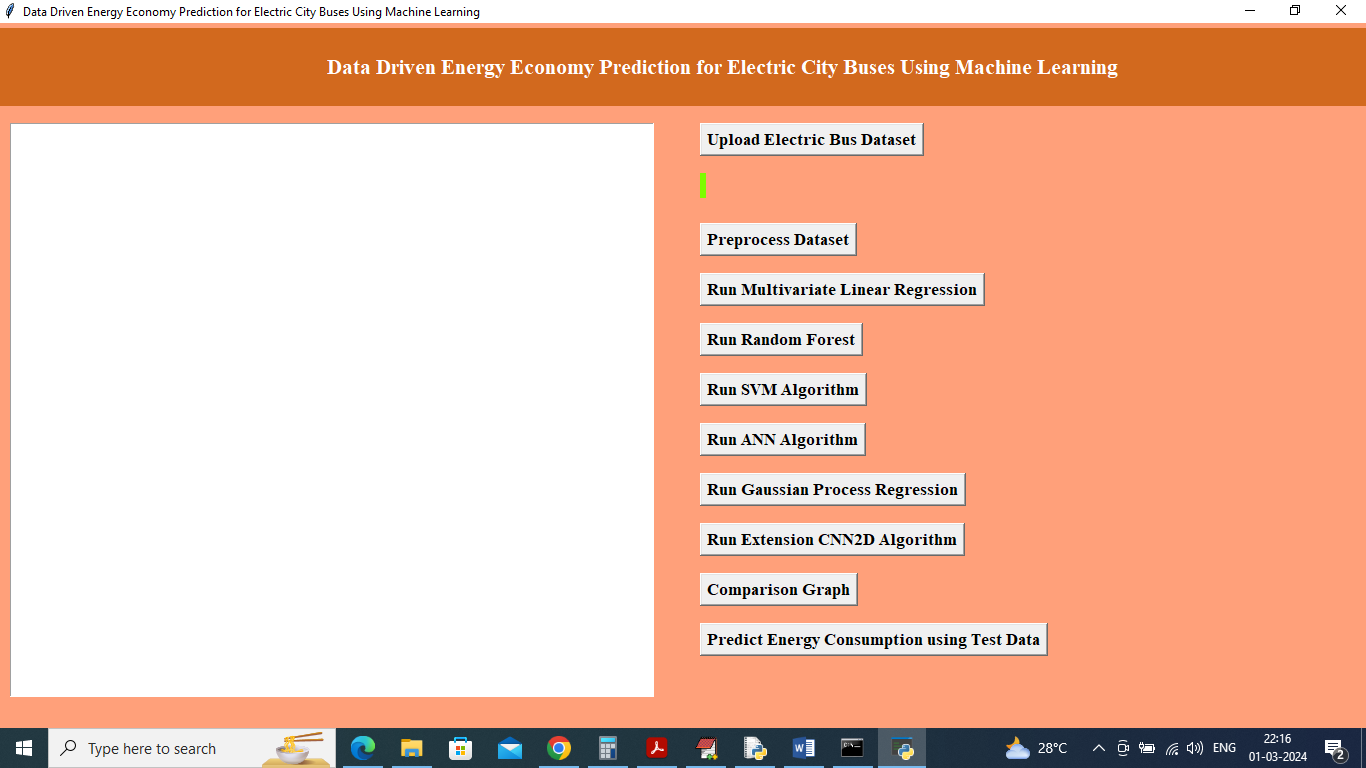 Data Driven Energy Economy Prediction for Electric City Buses Using Machine Learning
Data Driven Energy Economy Prediction for Electric City Buses Using Machine Learning
Upload Electric Bus Dataset
Preprocess Dataset
Run Multivariate Linear Regression
Run Random Forest
Run SVM Algorithm
Run ANN Algorithm
Run Gaussian Process Regression
Run Extension CNN2D Algorithm
Comparison Graph
Predict Energy Consumption using Test Data
Type here to search
28°C
ENG
22:16
01-03-2024
2